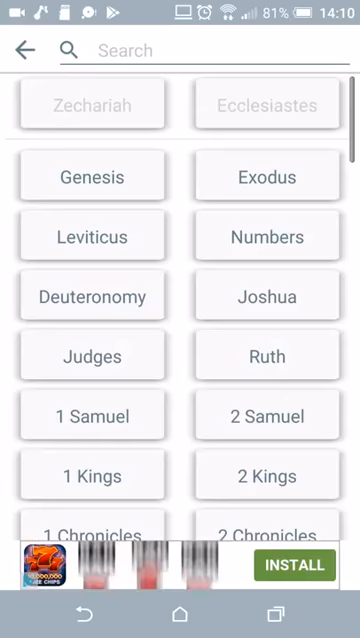 81% 14:10
Search
Zechariah Ecclesiastes
Genesis Exodus
Leviticus Numbers
Deuteronomy Joshua
Judges Ruth
1 Samuel 2 Samuel
1 Kings 2 Kings
1 Chronicles 2 Chronicles
INSTALL